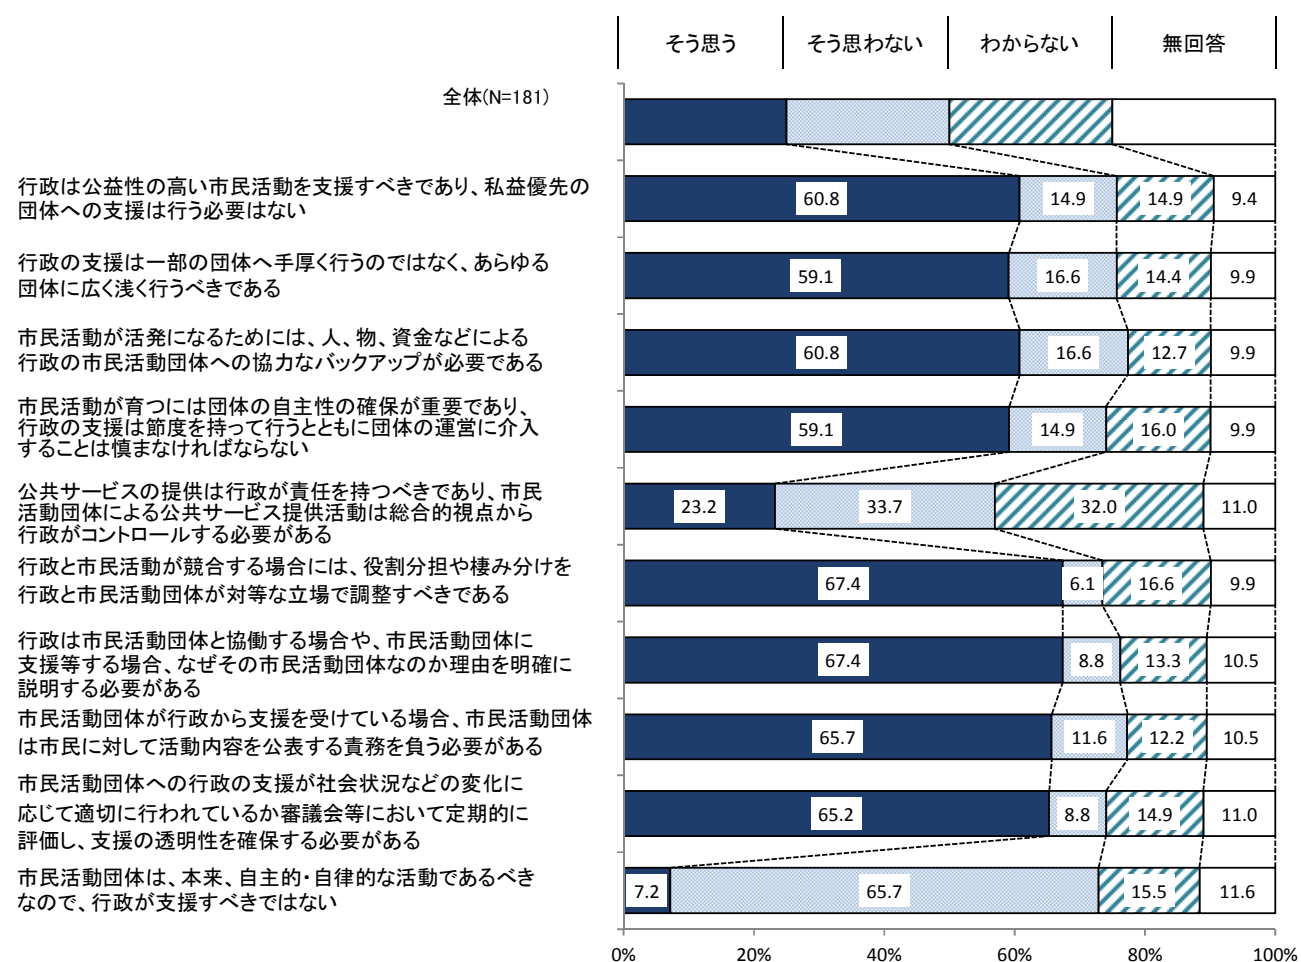 そう思う そう思わない わからない 無回答
全体(N=181)
行政は公益性の高い市民活動を支援すべきであり、私益優先の
団体への支援は行う必要はない
60.8 14.9 14.9 9.4
行政の支援は一部の団体へ手厚く行うのではなく、あらゆる
団体に広く浅く行うべきである
59.1 16.6 14.4 9.9
市民活動が活発になるためには、人、物、資金などによる
行政の市民活動団体への協力なバックアップが必要である
60.8 16.6 12.7 9.9
市民活動が育つには団体の自主性の確保が重要であり、
行政の支援は節度を持って行うとともに団体の運営に介入
することは慎まなければならない
59.1 14.9 16.0 9.9
公共サービスの提供は行政が責任を持つべきであり、市民
活動団体による公共サービス提供活動は総合的視点から
行政がコントロールする必要がある
23.2 33.7 32.0 11.0
行政と市民活動が競合する場合には、役割分担や棲み分けを
行政と市民活動団体が対等な立場で調整すべきである
67.4 6.1 16.6 9.9
行政は市民活動団体と協働する場合や、市民活動団体に
支援等する場合、なぜその市民活動団体なのか理由を明確に
説明する必要がある
67.4 8.8 13.3 10.5
市民活動団体が行政から支援を受けている場合、市民活動団体
は市民に対して活動内容を公表する責務を負う必要がある
65.7 11.6 12.2 10.5
市民活動団体への行政の支援が社会状況などの変化に
応じて適切に行われているか審議会等において定期的に
評価し、支援の透明性を確保する必要がある
65.2 8.8 14.9 11.0
市民活動団体は、本来、自主的・自律的な活動であるべき
なので、行政が支援すべきではない
7.2 65.7 15.5 11.6
0% 20% 40% 60% 80% 100%